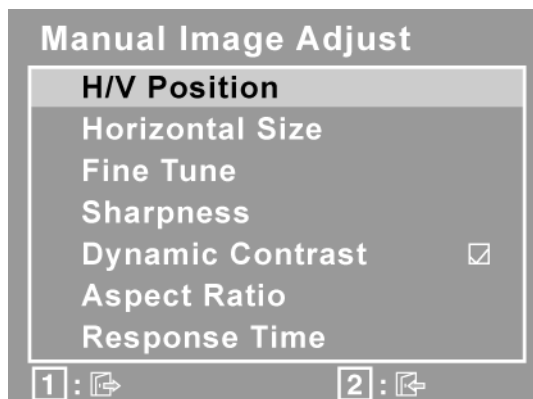 Manual Image Adjust
H/V Position
Horizontal Size
Fine Tune
Sharpness
Dynamic Contrast
Aspect Ratio
Response Time
1 : 2 :